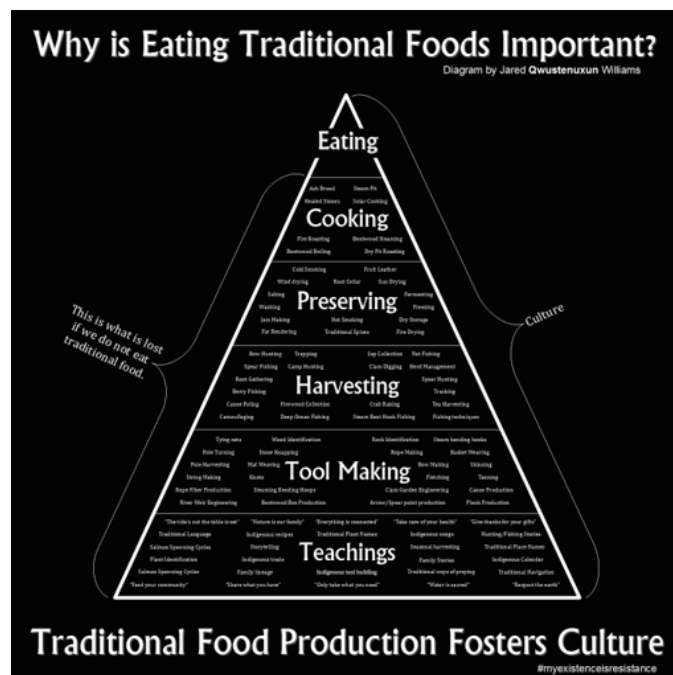 Why is Eating Traditional Foods Important?
Diagram by Jared Qwustenuxun Williams
Eating
Ash Bread Steam Pit
Heated Stones Solar Cooking
Cooking
Fire Roasting Bentwood Steaming
Bentwood Boiling Dry Pit Roasting
Cold Smoking Fruit Leather
Wind drying Root Cellar Sun Drying
Salting Fermenting
Preserving
Washing Freezing
Jam Making Hot Smoking Dry Storage
Fat Rendering Traditional Spices Fire Drying
This is what is lost
if we do not eat
traditional food.
Culture
Bow Hunting Trapping Sap Collection Net Fishing
Spear Fishing Camp Hunting Clam Digging Herd Management
Root Gathering Spear Hunting
Harvesting
Berry Picking Tracking
Canoe Poling Firewood Collection Crab Raking Tea Harvesting
Camouflaging Deep Ocean Fishing Steam Bent Hook Fishing Fishing techniques
Tying nets Wood Identification Rock Identification Steam bending hooks
Pole Turning Stone Knapping Rope Making Basket Weaving
Pole Harvesting Mat Weaving Bow Making Skinning
Tool Making
String Making Knots Fletching Tanning
Rope Fiber Production Steaming Bending Hoops Clam Garden Engineering Canoe Production
River Weir Engineering Bentwood Box Production Arrow/Spear point production Plank Production
"The tide's out the table is set" "Nature is our family" "Everything is connected" "Take care of your health" "Give thanks for your gifts"
Traditional Language Indigenous recipes Traditional Plant Names Indigenous songs Hunting/Fishing Stories
Salmon Spawning Cycles Storytelling Seasonal harvesting Traditional Place Names
Teachings
Plant Identification Indigenous trade Family Stories Indigenous Calendar
Salmon Spawning Cycles Family lineage Indigenous tool building Traditional ways of praying Traditional Navigation
"Feed your community" "Share what you have" "Only take what you need" "Water is sacred" "Respect the earth"
Traditional Food Production Fosters Culture
#myexistenceisresistance